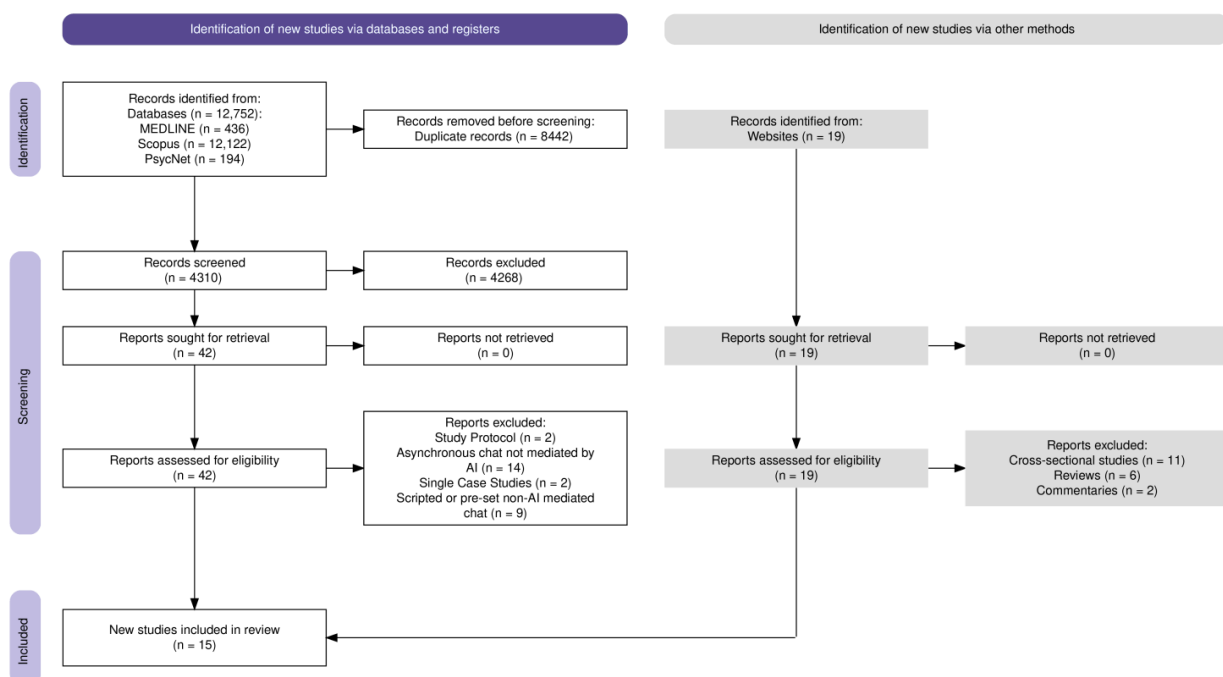 Identification of new studies via databases and registers
Identification of new studies via other methods
Identification
Records identified from:
Databases (n = 12,752):
MEDLINE (n = 436)
Scopus (n = 12,122)
PsycNet (n = 194)
Records removed before screening:
Duplicate records (n = 8442)
Records identified from:
Websites (n = 19)
Screening
Records screened
(n = 4310)
Records excluded
(n = 4268)
Reports sought for retrieval
(n = 42)
Reports not retrieved
(n = 0)
Reports sought for retrieval
(n = 19)
Reports not retrieved
(n = 0)
Reports assessed for eligibility
(n = 42)
Reports excluded:
Study Protocol (n = 2)
Asynchronous chat not mediated by
AI (n = 14)
Single Case Studies (n = 2)
Scripted or pre-set non-AI mediated
chat (n = 9)
Reports assessed for eligibility
(n = 19)
Reports excluded:
Cross-sectional studies (n = 11)
Reviews (n = 6)
Commentaries (n = 2)
Included
New studies included in review
(n = 15)